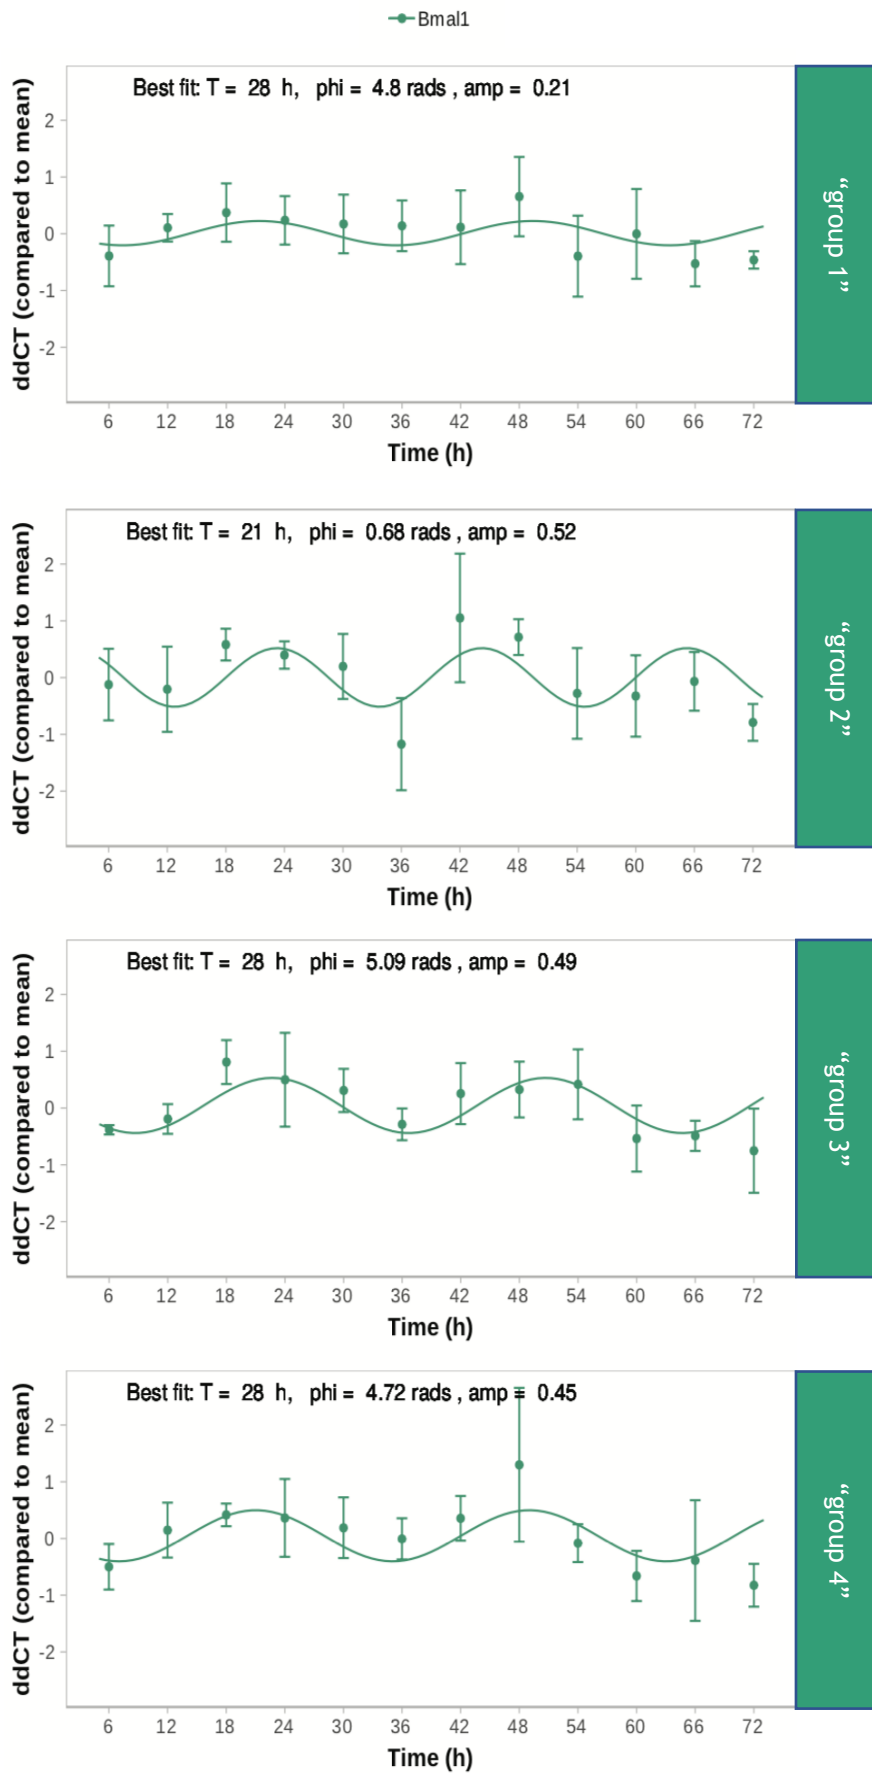 Bmal1
Best fit: T = 28 h, phi = 4.8 rads , amp = 0.21
ddCT (compared to mean)
2
1
0
-1
-2
6 12 18 24 30 36 42 48 54 60 66 72
Time (h)
“group 1”
Best fit: T = 21 h, phi = 0.68 rads , amp = 0.52
ddCT (compared to mean)
2
1
0
-1
-2
6 12 18 24 30 36 42 48 54 60 66 72
Time (h)
“group 2”
Best fit: T = 28 h, phi = 5.09 rads , amp = 0.49
ddCT (compared to mean)
2
1
0
-1
-2
6 12 18 24 30 36 42 48 54 60 66 72
Time (h)
“group 3”
Best fit: T = 28 h, phi = 4.72 rads , amp = 0.45
ddCT (compared to mean)
2
1
0
-1
-2
6 12 18 24 30 36 42 48 54 60 66 72
Time (h)
“group 4”